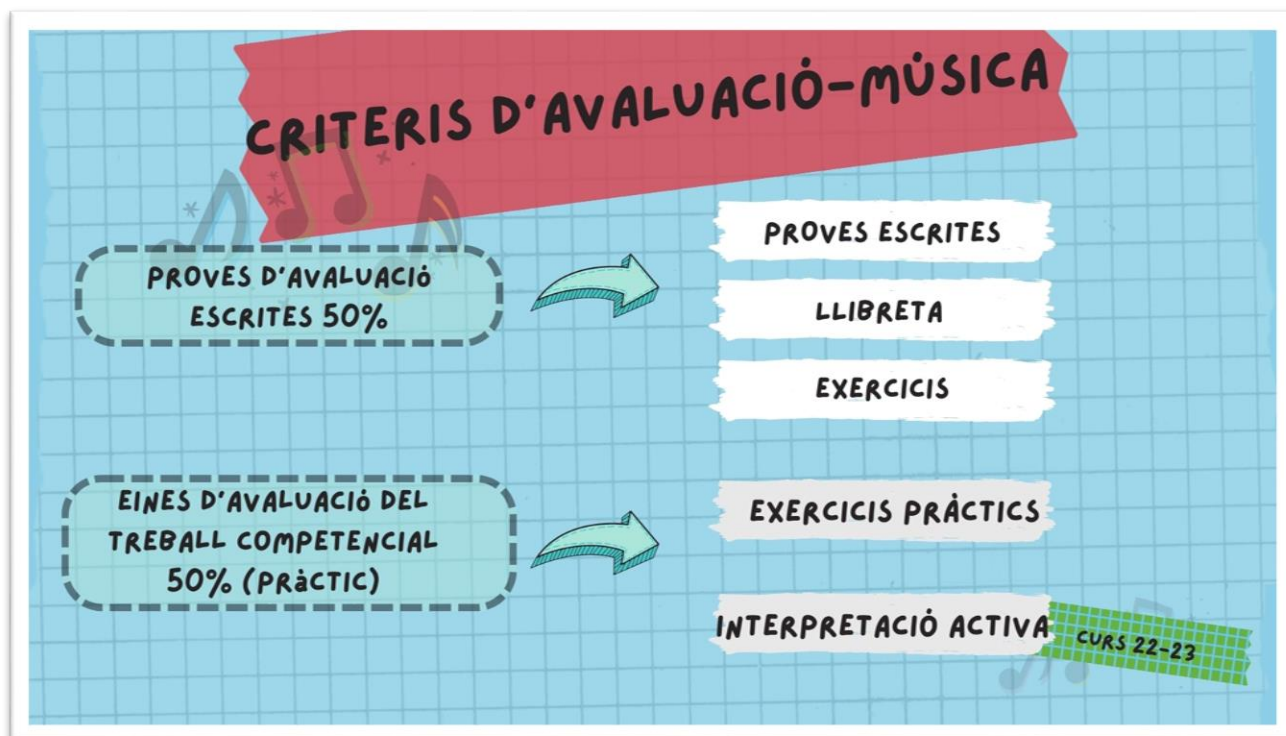 CRITERIS D'AVALUACIÓ-MÚSICA
PROVES D'AVALUACIÓ
ESCRITES 50%
PROVES ESCRITES
LLIBRETA
EXERCICIS
EINES D'AVALUACIÓ DEL
TREBALL COMPETENCIAL
50% (PRÀCTIC)
EXERCICIS PRÀCTICS
INTERPRETACIÓ ACTIVA
CURS 22-23